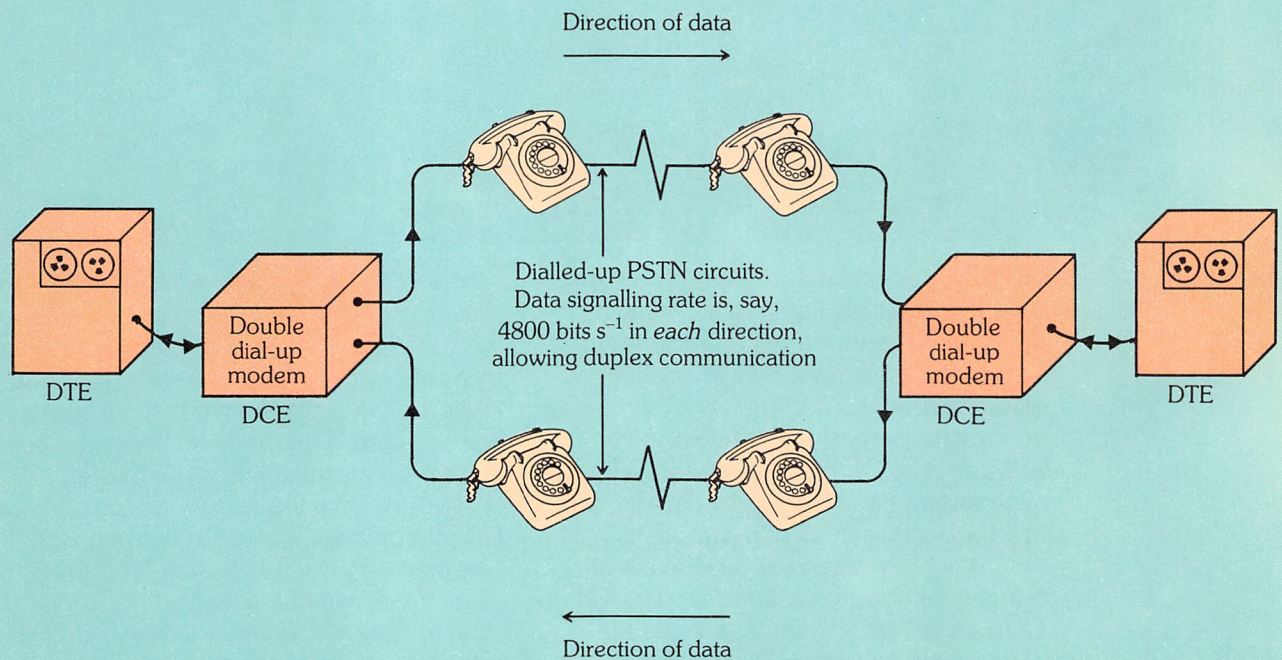 Direction of data
Dialled-up PSTN circuits.
Data signalling rate is, say,
4800 bits s⁻¹ in each direction,
allowing duplex communication
Double
dial-up
modem
DTE
DCE
Double
dial-up
modem
DCE
DTE
Direction of data